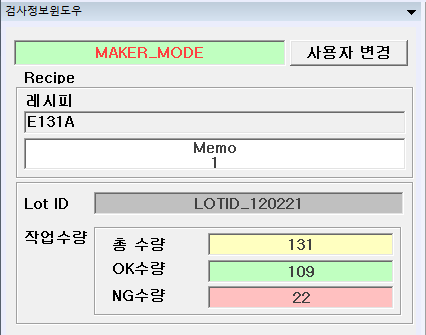 검사정보윈도우
MAKER_MODE 사용자 변경
Recipe
레시피
E131A
Memo
1
Lot ID LOTID_120221
작업수량
총 수량 131
OK수량 109
NG수량 22